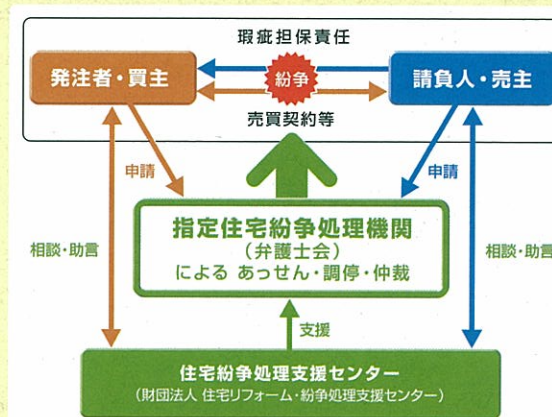 瑕疵担保責任
発注者・買主
紛争
請負人・売主
売買契約等
申請
申請
指定住宅紛争処理機関
(弁護士会)
による あっせん・調停・仲裁
相談・助言
相談・助言
支援
住宅紛争処理支援センター
(財団法人 住宅リフォーム・紛争処理支援センター)